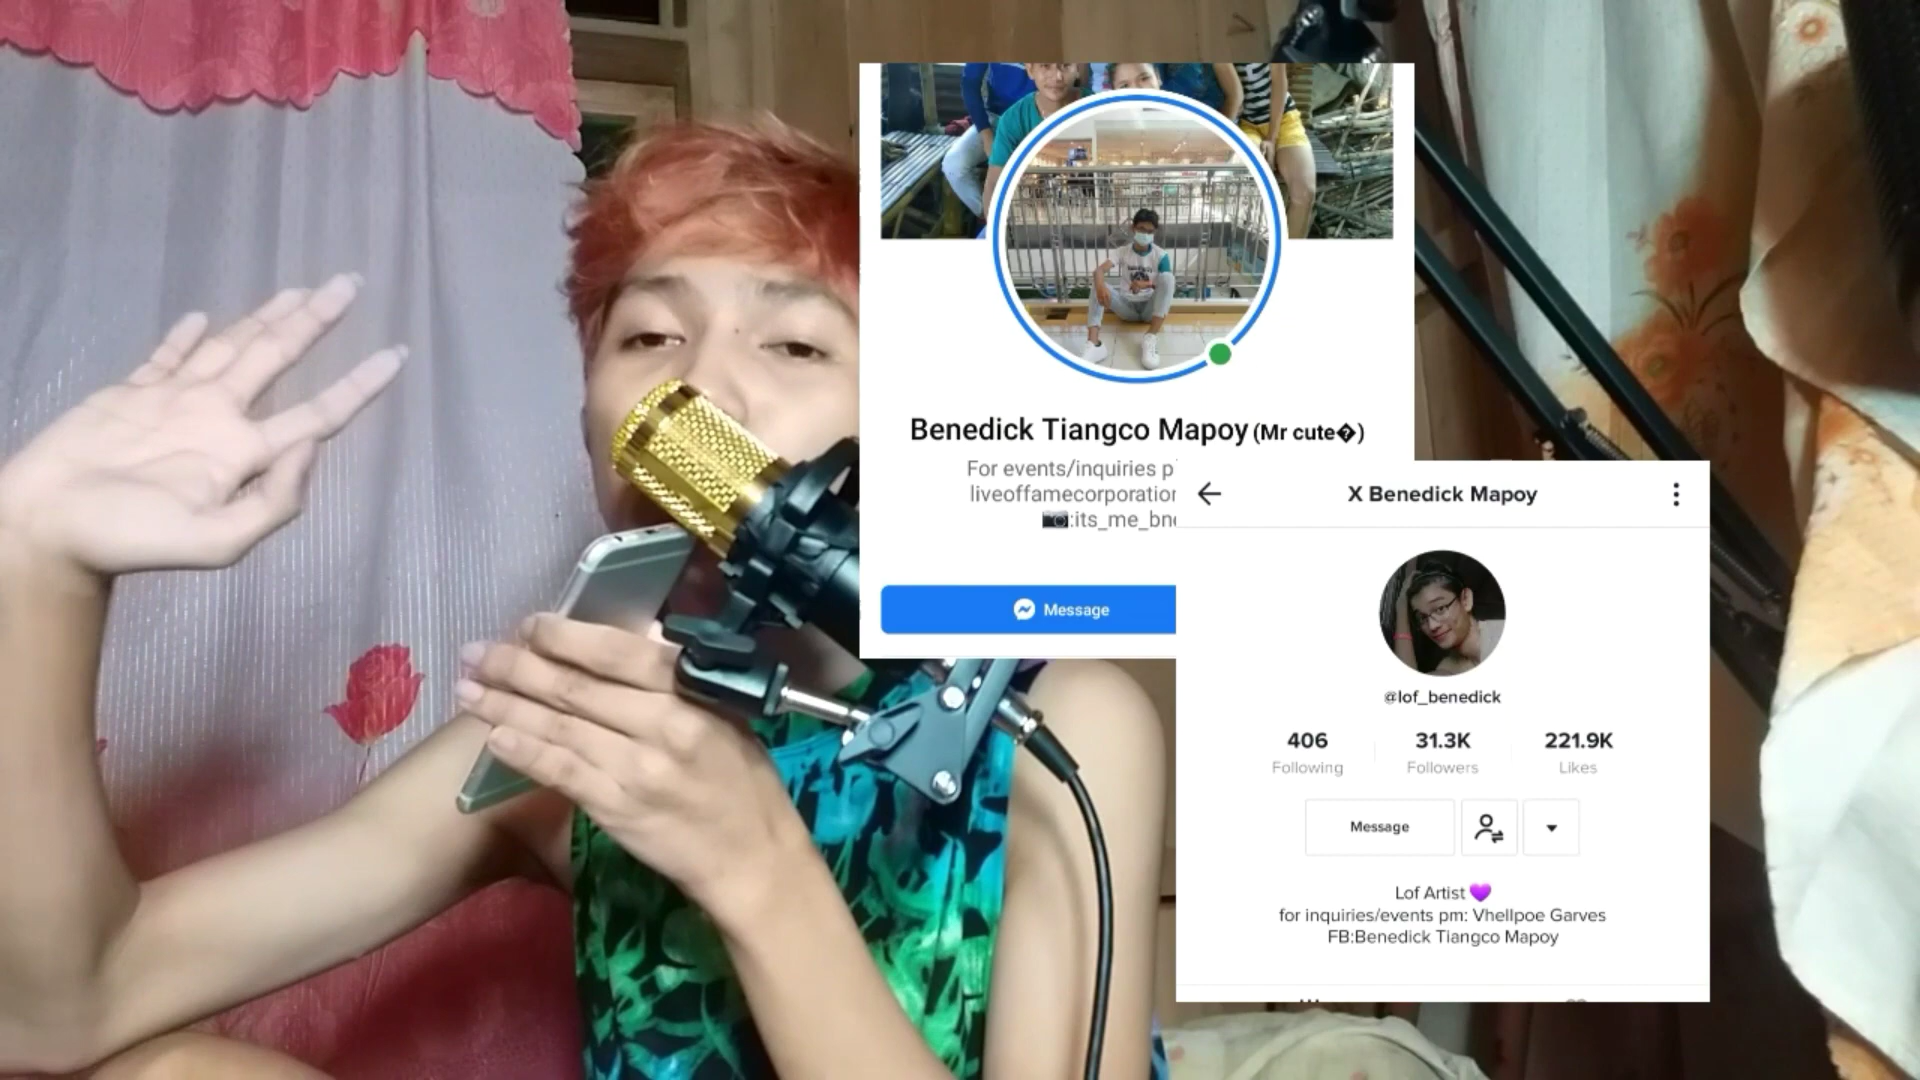 Benedick Tiangco Mapoy (Mr cute�)
For events/inquiries
liveoffamecorporation
:its_me_bn
Message
X Benedick Mapoy
@lof_benedick
406
Following
31.3K
Followers
221.9K
Likes
Message
Lof Artist 💜
for inquiries/events pm: Vhellpoe Garves
FB:Benedick Tiangco Mapoy